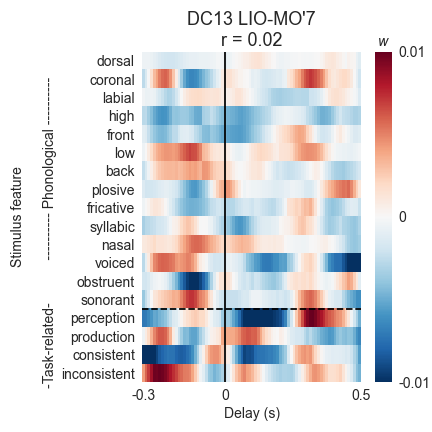 DC13 LIO-MO'7
r = 0.02
w
dorsal
coronal
labial
high
front
low
back
plosive
fricative
syllabic
nasal
voiced
obstruent
sonorant
perception
production
consistent
inconsistent
Stimulus feature
---------- Phonological ----------
-Task-related-
0.01
0
-0.01
-0.3
0
0.5
Delay (s)